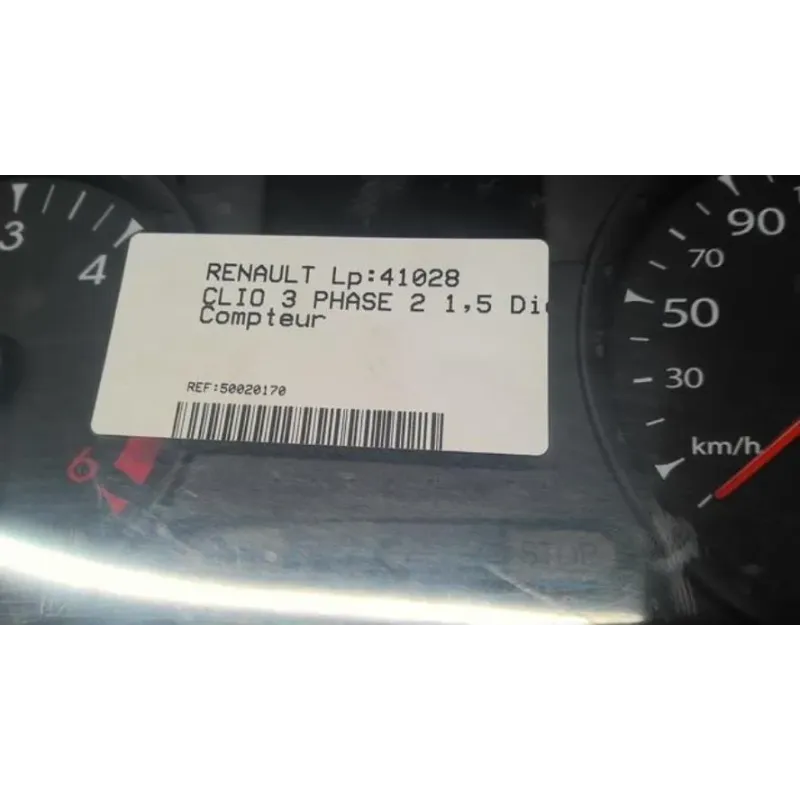 3
4
RENAULT Lp:41028
CLIO 3 PHASE 2 1,5 Di
Compteur
REF:50020170
6
90
70
50
30
km/h
STOP